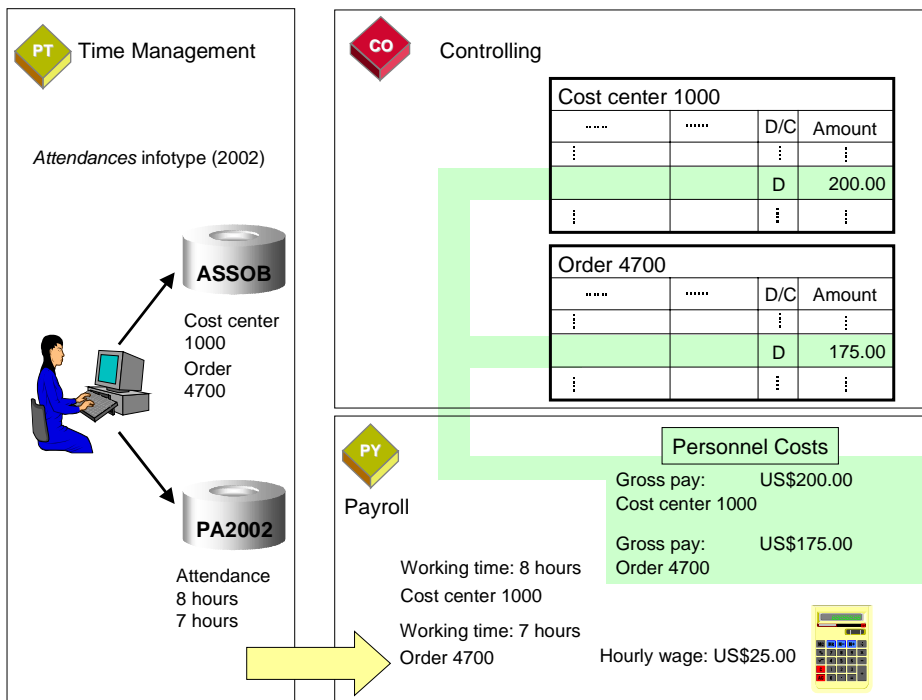 PT
Time Management
Attendances infotype (2002)
ASSOB
Cost center
1000
Order
4700
PA2002
Attendance
8 hours
7 hours
CO
Controlling
Cost center 1000
D/C Amount
D 200.00
Order 4700
D/C Amount
D 175.00
PY
Payroll
Personnel Costs
Gross pay: US$200.00
Cost center 1000
Gross pay: US$175.00
Order 4700
Working time: 8 hours
Cost center 1000
Working time: 7 hours
Order 4700
Hourly wage: US$25.00